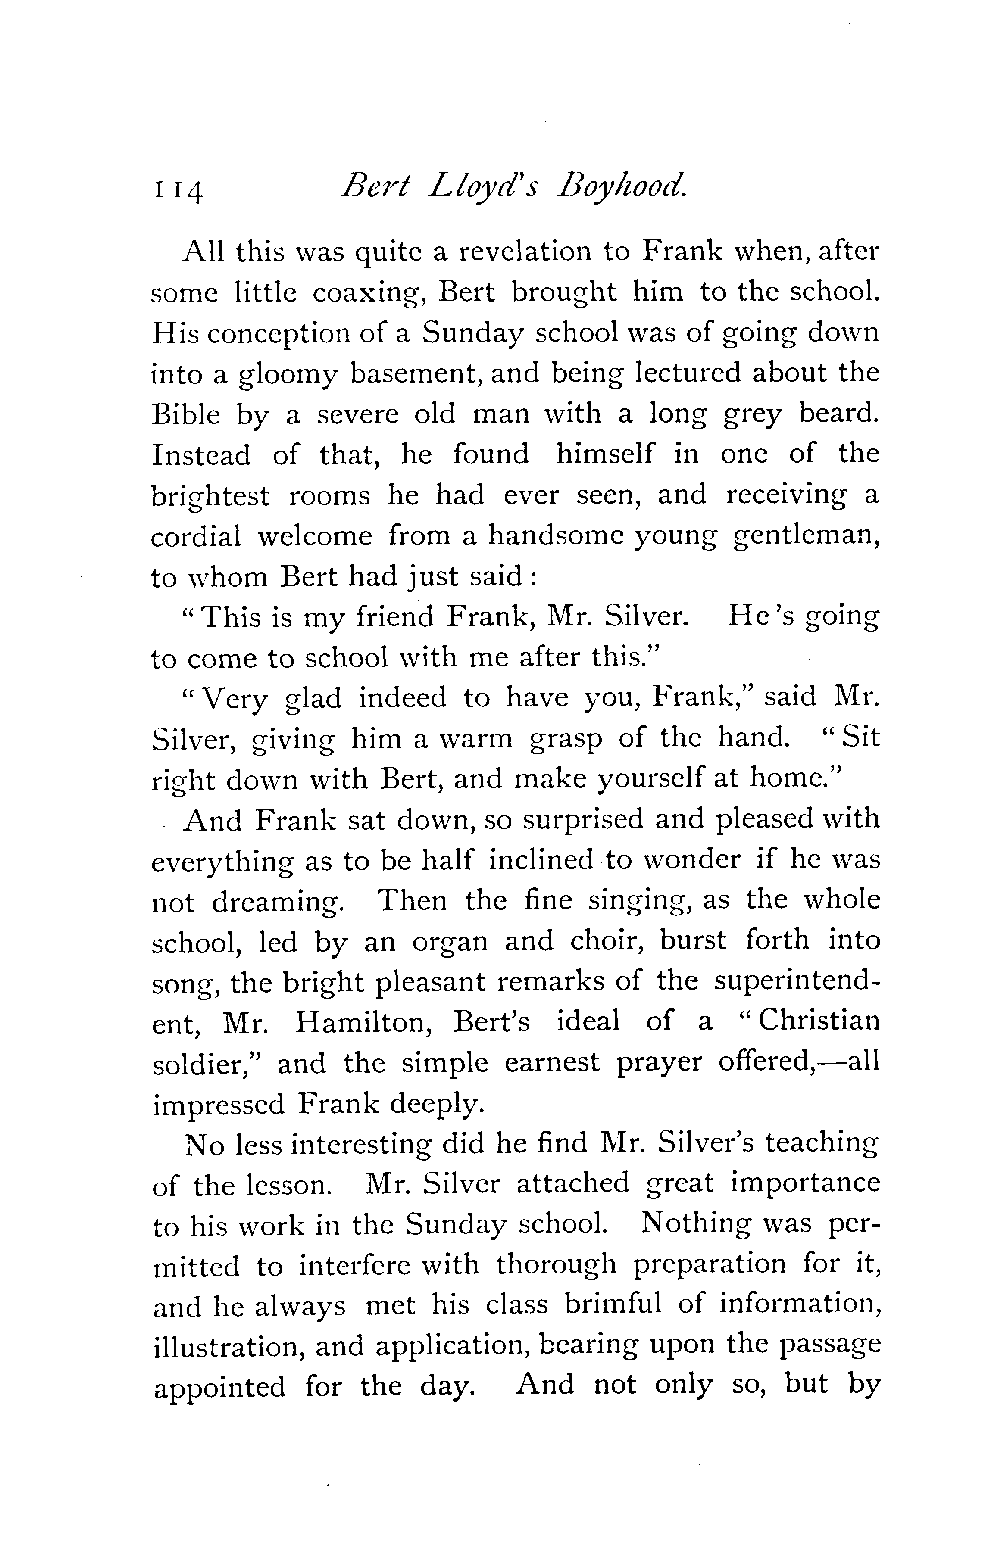 114 Bert Lloyd's Boyhood.
All this was quite a revelation to Frank when, after
some little coaxing, Bert brought him to the school.
His conception of a Sunday school was of going down
into a gloomy basement, and being lectured about the
Bible by a severe old man with a long grey beard.
Instead of that, he found himself in one of the
brightest rooms he had ever seen, and receiving a
cordial welcome from a handsome young gentleman,
to whom Bert had just said :
"This is my friend Frank, Mr. Silver. He's going
to come to school with me after this."
"Very glad indeed to have you, Frank," said Mr.
Silver, giving him a warm grasp of the hand. "Sit
right down with Bert, and make yourself at home."
And Frank sat down, so surprised and pleased with
everything as to be half inclined to wonder if he was
not dreaming. Then the fine singing, as the whole
school, led by an organ and choir, burst forth into
song, the bright pleasant remarks of the superintend-
ent, Mr. Hamilton, Bert's ideal of a "Christian
soldier," and the simple earnest prayer offered,—all
impressed Frank deeply.
No less interesting did he find Mr. Silver's teaching
of the lesson. Mr. Silver attached great importance
to his work in the Sunday school. Nothing was per-
mitted to interfere with thorough preparation for it,
and he always met his class brimful of information,
illustration, and application, bearing upon the passage
appointed for the day. And not only so, but by